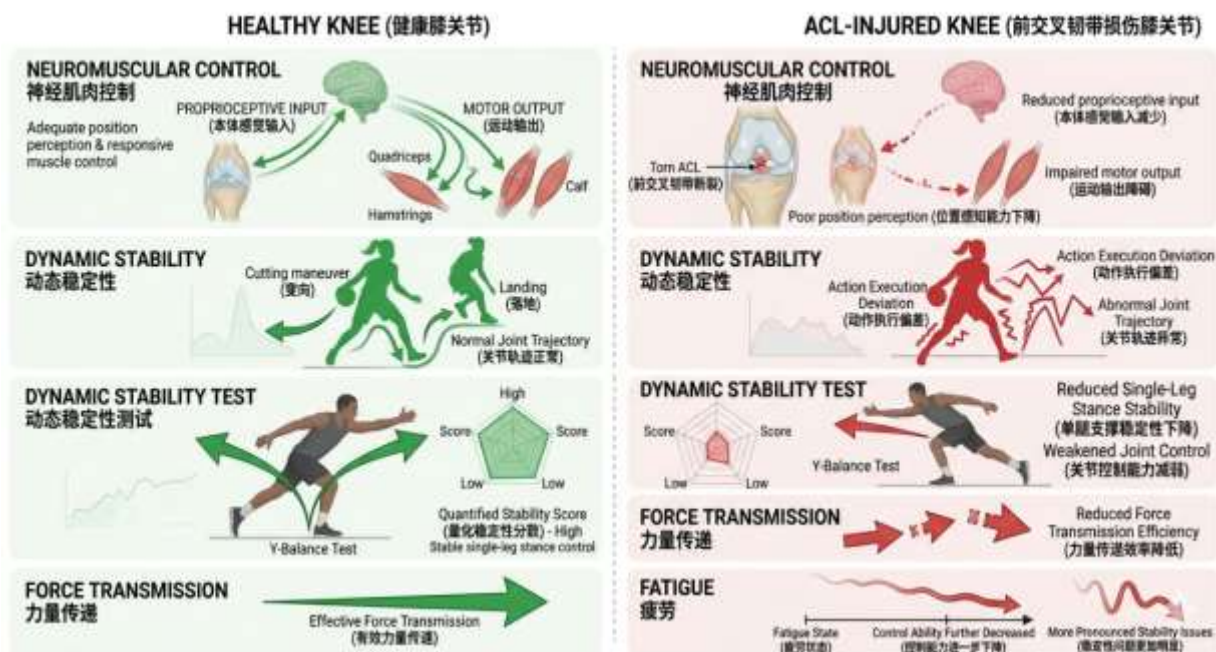 HEALTHY KNEE (健康膝关节)
NEUROMUSCULAR CONTROL
神经肌肉控制
PROPRIOCEPTIVE INPUT
(本体感觉输入)
MOTOR OUTPUT
(运动输出)
Adequate position
perception & responsive
muscle control
Quadriceps
Calf
Hamstrings
DYNAMIC STABILITY
动态稳定性
Cutting maneuver
(变向)
Landing
(落地)
Normal Joint Trajectory
(关节轨迹正常)
DYNAMIC STABILITY TEST
动态稳定性测试
High
Score
Score
Low
Low
Quantified Stability Score
(量化稳定性分数) - High
Stable single-leg stance control
Y-Balance Test
FORCE TRANSMISSION
力量传递
Effective Force Transmission
(有效力量传递)
ACL-INJURED KNEE (前交叉韧带损伤膝关节)
NEUROMUSCULAR CONTROL
神经肌肉控制
Reduced proprioceptive input
(本体感觉输入减少)
Torn ACL
(前交叉韧带断裂)
Impaired motor output
(运动输出障碍)
Poor position perception (位置感知能力下降)
DYNAMIC STABILITY
动态稳定性
Action Execution
Deviation
(动作执行偏差)
Action Execution Deviation
(动作执行偏差)
Abnormal Joint
Trajectory
(关节轨迹异常)
DYNAMIC STABILITY TEST
Score
Score
Low
Low
Y-Balance Test
Reduced Single-Leg
Stance Stability
(单腿支撑稳定性下降)
Weakened Joint Control
(关节控制能力减弱)
FORCE TRANSMISSION
力量传递
Reduced Force
Transmission Efficiency
(力量传递效率降低)
FATIGUE
疲劳
Fatigue State
(疲劳状态)
Control Ability Further Decreased
(控制能力进一步下降)
More Pronounced Stability Issues